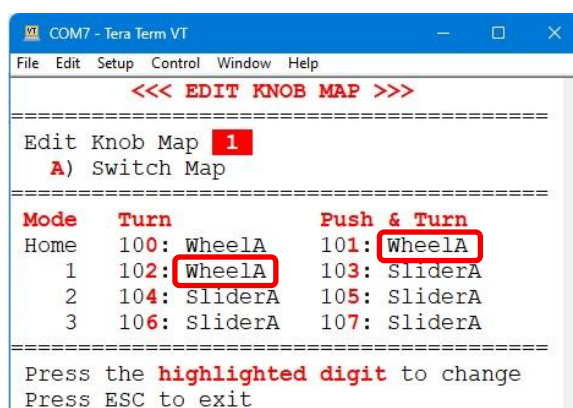 COM7 - Tera Term VT
File Edit Setup Control Window Help
<<< EDIT KNOB MAP >>>
========================================
Edit Knob Map 1
A) Switch Map
========================================
Mode Turn Push & Turn
Home 100: WheelA 101: WheelA
1 102: WheelA 103: SliderA
2 104: SliderA 105: SliderA
3 106: SliderA 107: SliderA
========================================
Press the highlighted digit to change
Press ESC to exit